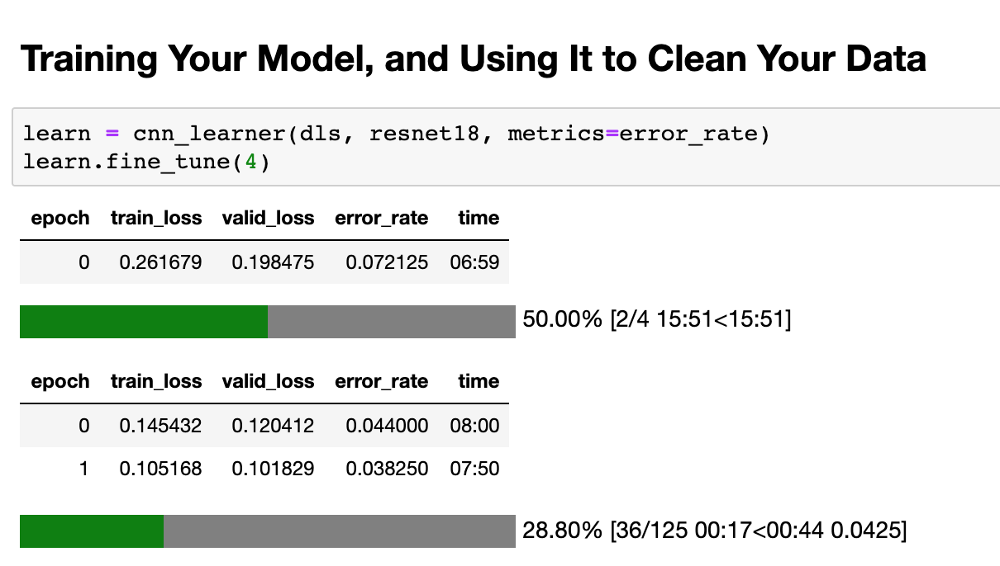 Training Your Model, and Using It to Clean Your Data
learn = cnn_learner(dls, resnet18, metrics=error_rate)
learn.fine_tune(4)
epoch train_loss valid_loss error_rate time
0 0.261679 0.198475 0.072125 06:59
50.00% [2/4 15:51<15:51]
epoch train_loss valid_loss error_rate time
0 0.145432 0.120412 0.044000 08:00
1 0.105168 0.101829 0.038250 07:50
28.80% [36/125 00:17<00:44 0.0425]